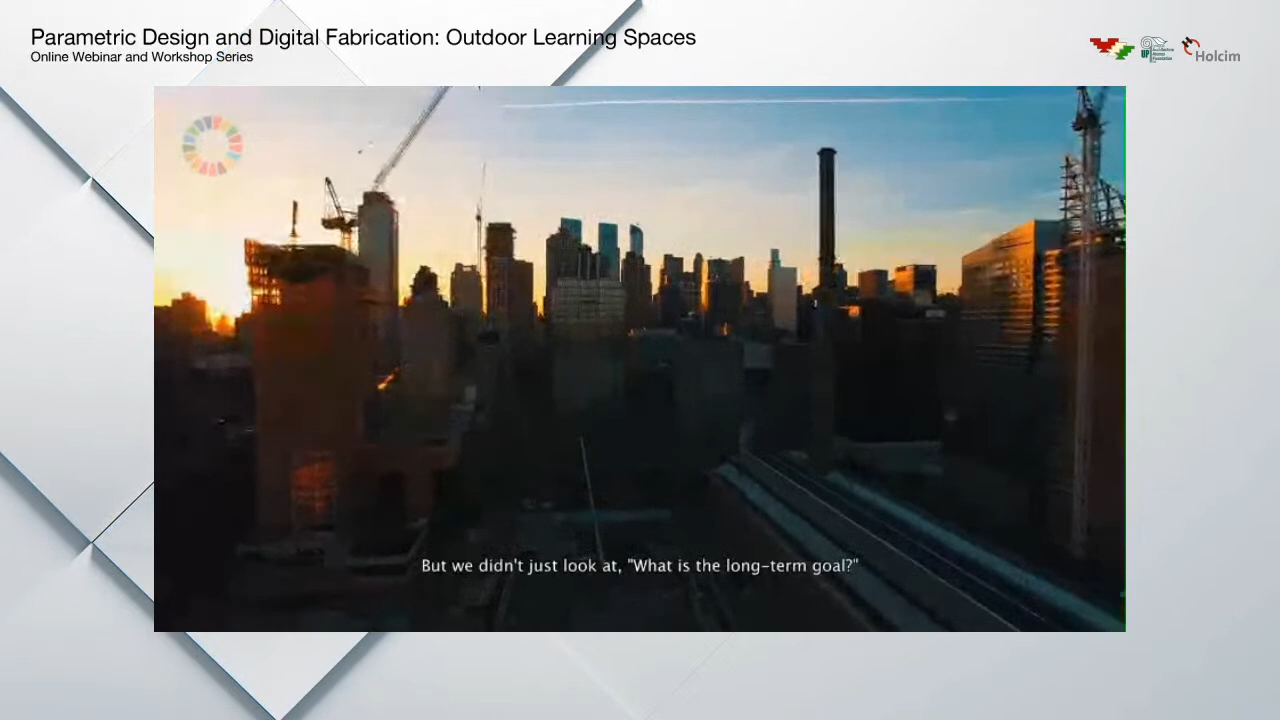 Parametric Design and Digital Fabrication: Outdoor Learning Spaces
Online Webinar and Workshop Series
UP
Holcim
But we didn't just look at, "What is the long-term goal?"